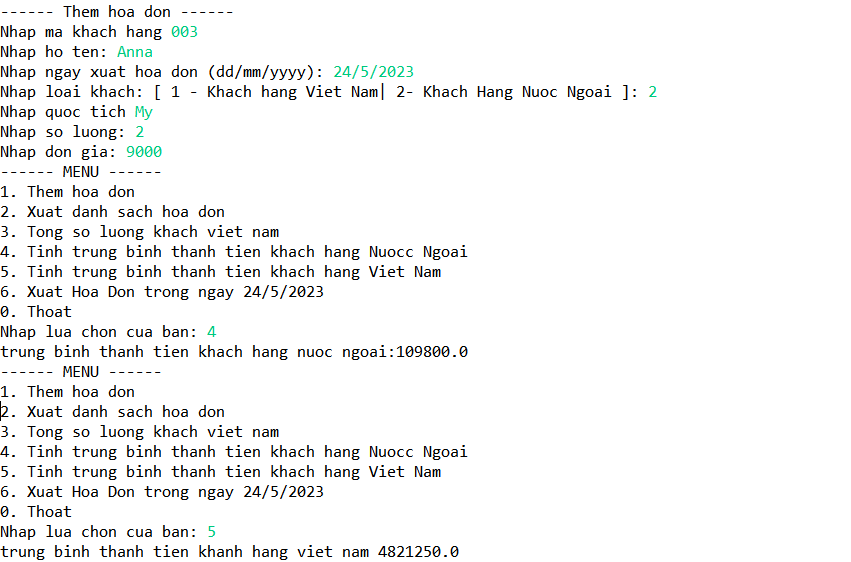 ------ Them hoa don ------
Nhap ma khach hang 003
Nhap ho ten: Anna
Nhap ngay xuat hoa don (dd/mm/yyyy): 24/5/2023
Nhap loai khach: [ 1 - Khach hang Viet Nam| 2- Khach Hang Nuoc Ngoai ]: 2
Nhap quoc tich My
Nhap so luong: 2
Nhap don gia: 9000
------ MENU ------
1. Them hoa don
2. Xuat danh sach hoa don
3. Tong so luong khach viet nam
4. Tinh trung binh thanh tien khach hang Nuocc Ngoai
5. Tinh trung binh thanh tien khach hang Viet Nam
6. Xuat Hoa Don trong ngay 24/5/2023
0. Thoat
Nhap lua chon cua ban: 4
trung binh thanh tien khach hang nuoc ngoai:109800.0
------ MENU ------
1. Them hoa don
2. Xuat danh sach hoa don
3. Tong so luong khach viet nam
4. Tinh trung binh thanh tien khach hang Nuocc Ngoai
5. Tinh trung binh thanh tien khach hang Viet Nam
6. Xuat Hoa Don trong ngay 24/5/2023
0. Thoat
Nhap lua chon cua ban: 5
trung binh thanh tien khanh hang viet nam 4821250.0